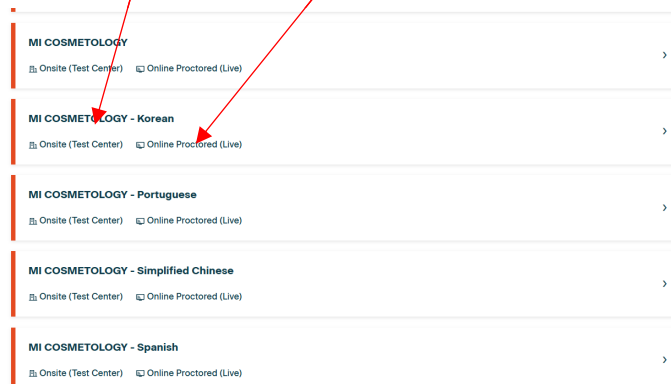 MI COSMETOLOGY
Onsite (Test Center) Online Proctored (Live)
MI COSMETOLOGY - Korean
Onsite (Test Center) Online Proctored (Live)
MI COSMETOLOGY - Portuguese
Onsite (Test Center) Online Proctored (Live)
MI COSMETOLOGY - Simplified Chinese
Onsite (Test Center) Online Proctored (Live)
MI COSMETOLOGY - Spanish
Onsite (Test Center) Online Proctored (Live)